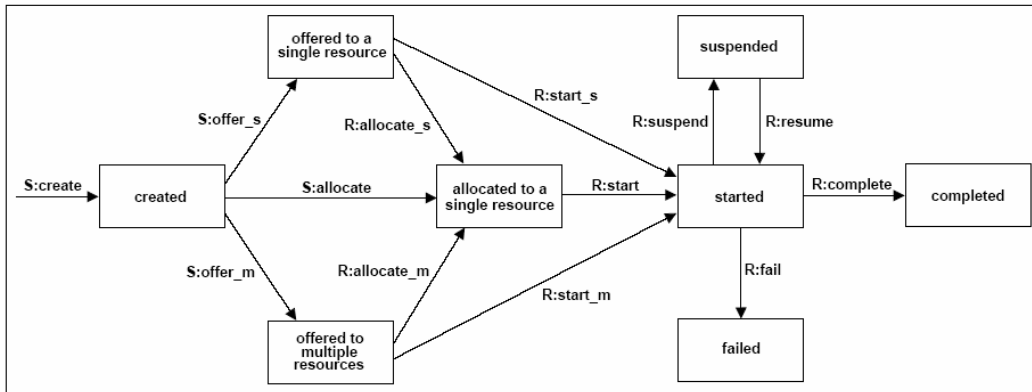 offered to a
single resource
suspended
R:start_s
S:offer_s
R:allocate_s
R:suspend
R:resume
S:create
created
S:allocate
allocated to a
single resource
R:start
started
R:complete
completed
S:offer_m
R:allocate_m
R:start_m
R:fail
offered to
multiple
resources
failed